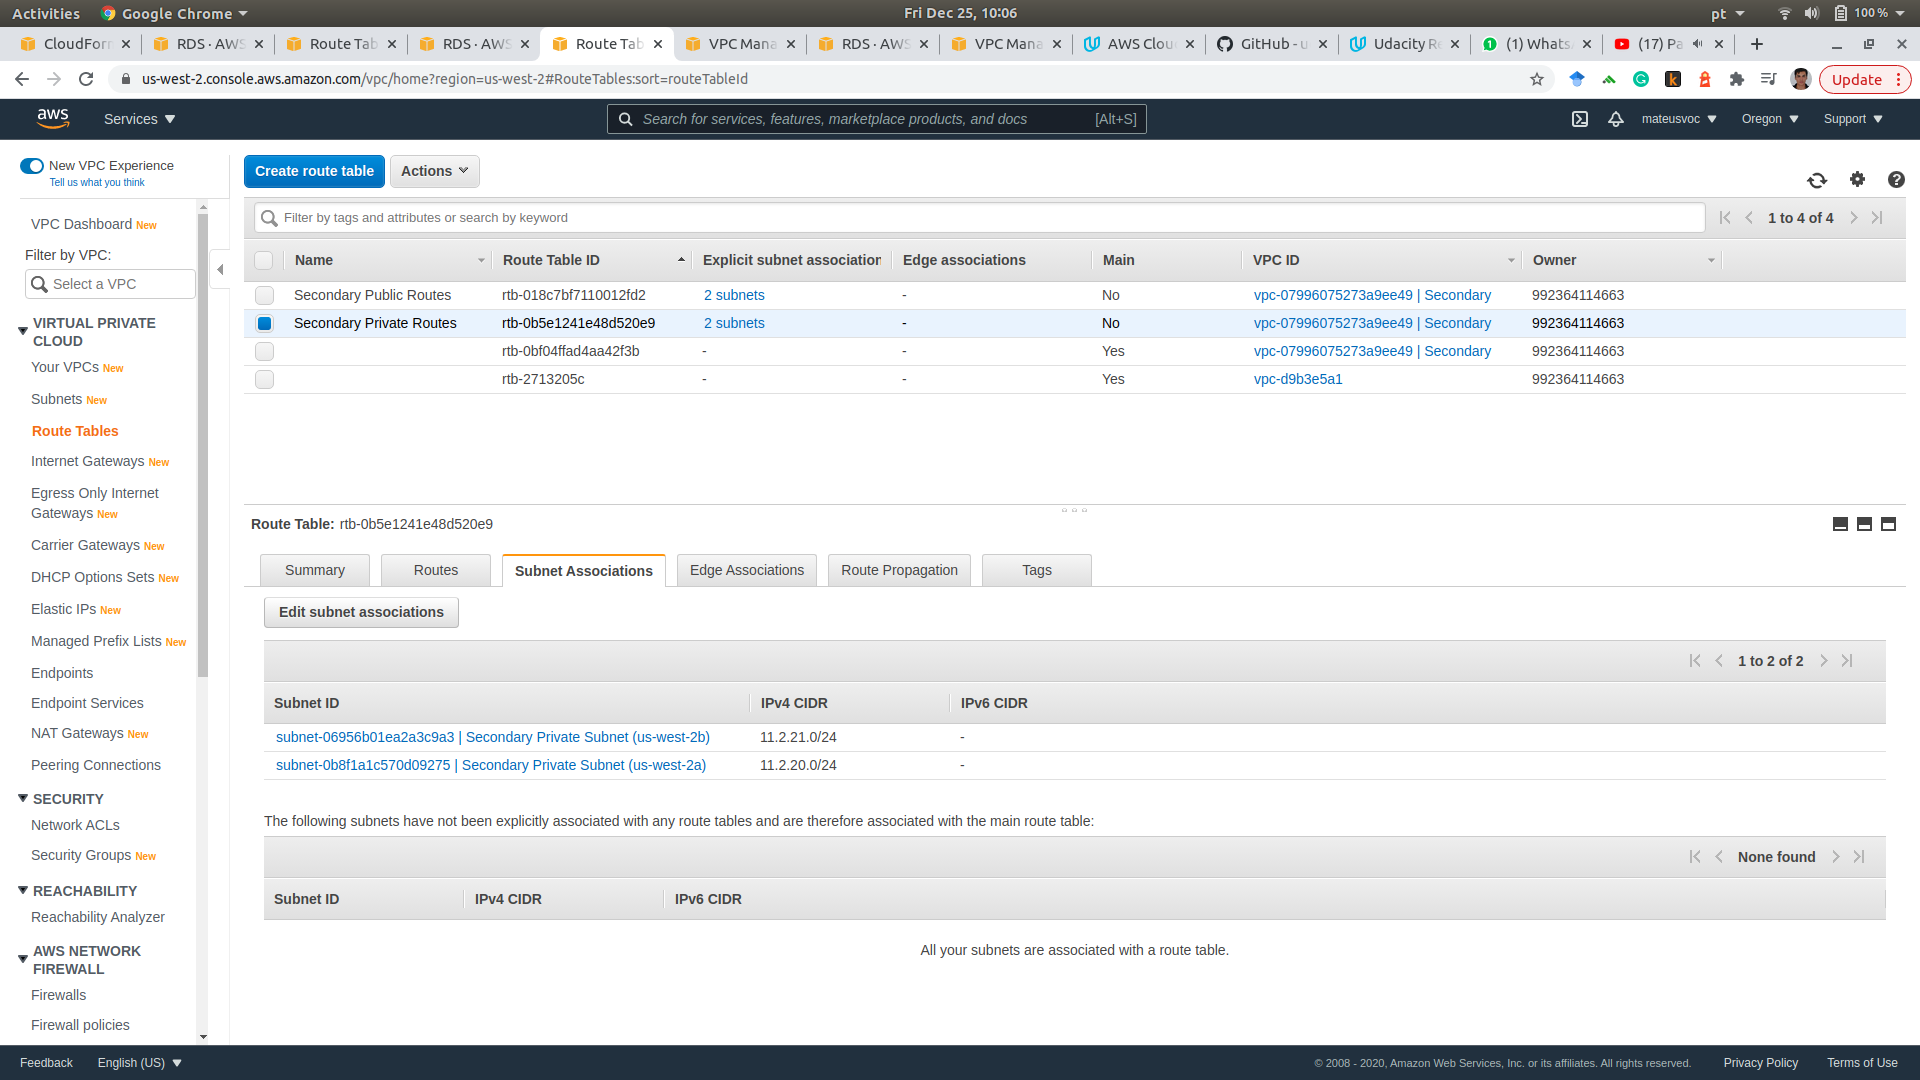 Activities Google Chrome Fri Dec 25, 10:06 pt 100 %
CloudForm RDS · AWS Route Tab RDS · AWS Route Tab VPC Mana RDS · AWS VPC Mana AWS Clou GitHub - u Udacity Re (1) Whats (17) Pa
us-west-2.console.aws.amazon.com/vpc/home?region=us-west-2#RouteTables:sort=routeTableId Update
aws Services Search for services, features, marketplace products, and docs [Alt+S] mateusvoc Oregon Support
New VPC Experience
Tell us what you think
VPC Dashboard New
Filter by VPC:
Select a VPC
VIRTUAL PRIVATE
CLOUD
Your VPCs New
Subnets New
Route Tables
Internet Gateways New
Egress Only Internet
Gateways New
Carrier Gateways New
DHCP Options Sets New
Elastic IPs New
Managed Prefix Lists New
Endpoints
Endpoint Services
NAT Gateways New
Peering Connections
SECURITY
Network ACLs
Security Groups New
REACHABILITY
Reachability Analyzer
AWS NETWORK
FIREWALL
Firewalls
Firewall policies
Create route table Actions
Filter by tags and attributes or search by keyword 1 to 4 of 4
Name Route Table ID Explicit subnet association Edge associations Main VPC ID Owner
Secondary Public Routes rtb-018c7bf7110012fd2 2 subnets - No vpc-07996075273a9ee49 | Secondary 992364114663
Secondary Private Routes rtb-0b5e1241e48d520e9 2 subnets - No vpc-07996075273a9ee49 | Secondary 992364114663
rtb-0bf04ffad4aa42f3b - - Yes vpc-07996075273a9ee49 | Secondary 992364114663
rtb-2713205c - - Yes vpc-d9b3e5a1 992364114663
Route Table: rtb-0b5e1241e48d520e9
Summary Routes Subnet Associations Edge Associations Route Propagation Tags
Edit subnet associations
1 to 2 of 2
Subnet ID IPv4 CIDR IPv6 CIDR
subnet-06956b01ea2a3c9a3 | Secondary Private Subnet (us-west-2b) 11.2.21.0/24 -
subnet-0b8f1a1c570d09275 | Secondary Private Subnet (us-west-2a) 11.2.20.0/24 -
The following subnets have not been explicitly associated with any route tables and are therefore associated with the main route table:
None found
Subnet ID IPv4 CIDR IPv6 CIDR
All your subnets are associated with a route table.
Feedback English (US) © 2008 - 2020, Amazon Web Services, Inc. or its affiliates. All rights reserved. Privacy Policy Terms of Use